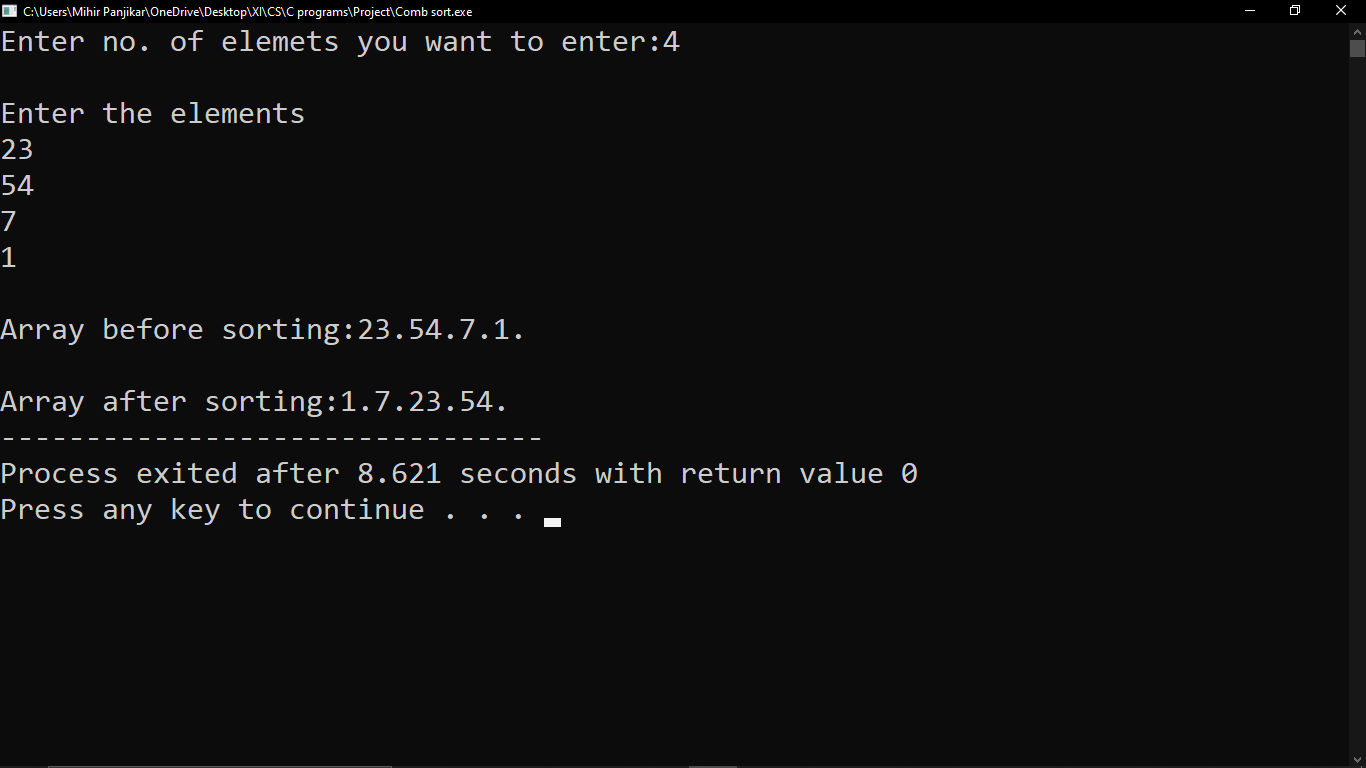 C:\Users\Mihir Panjikar\OneDrive\Desktop\XI\CS\C programs\Project\Comb sort.exe
Enter no. of elemets you want to enter:4
Enter the elements
23
54
7
1
Array before sorting:23.54.7.1.
Array after sorting:1.7.23.54.
--------------------------------
Process exited after 8.621 seconds with return value 0
Press any key to continue . . .